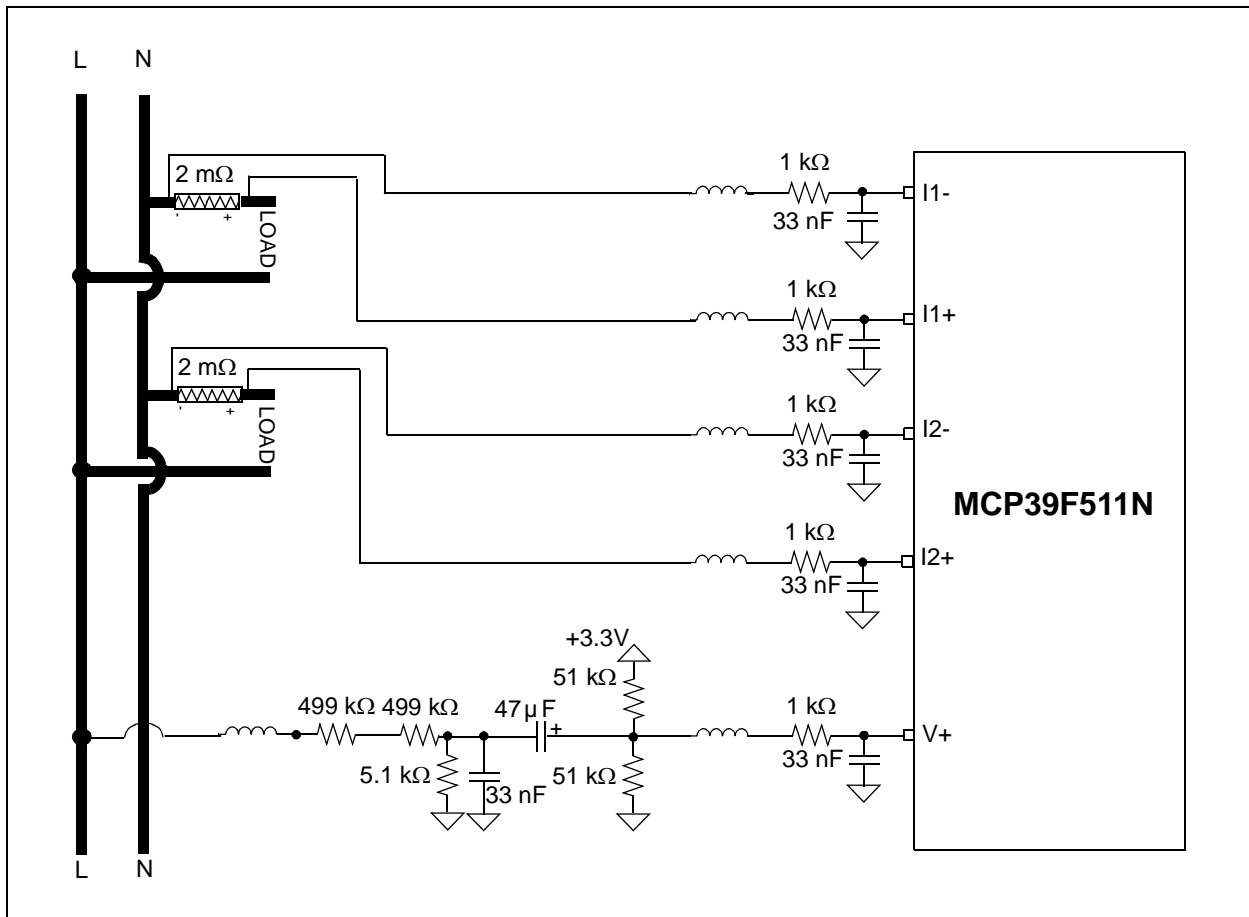 L N
2 mΩ
- +
LOAD
1 kΩ
33 nF
I1-
1 kΩ
33 nF
I1+
2 mΩ
- +
LOAD
1 kΩ
33 nF
I2-
MCP39F511N
1 kΩ
33 nF
I2+
+3.3V
51 kΩ
499 kΩ 499 kΩ 47µF
+
1 kΩ
33 nF
V+
5.1 kΩ
33 nF
51 kΩ
L N